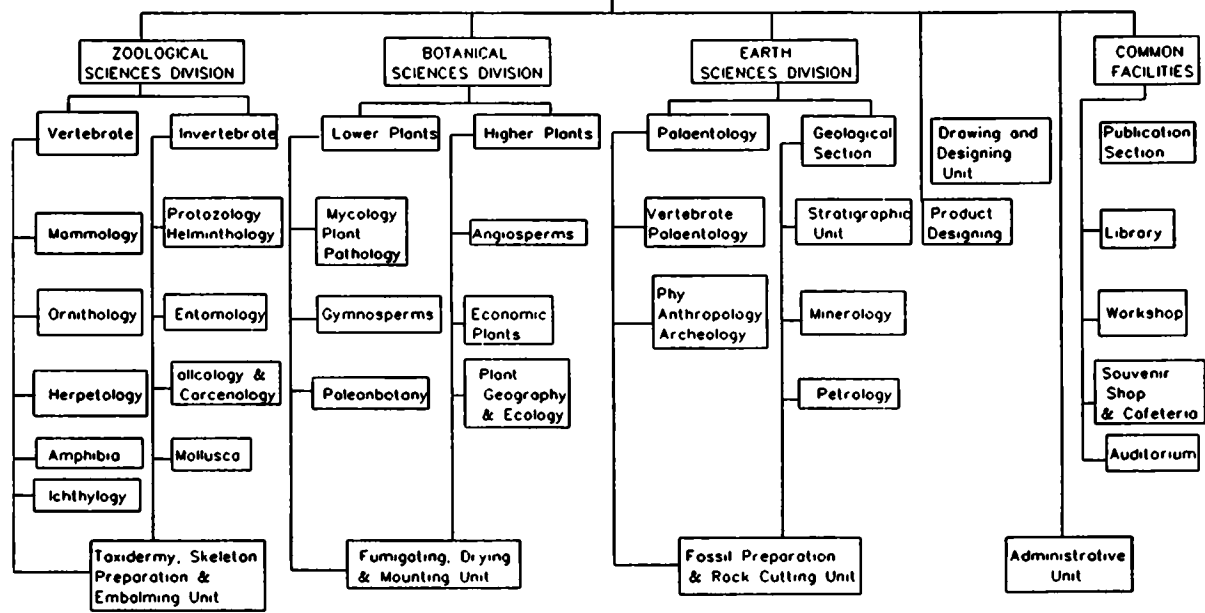 ZOOLOGICAL
SCIENCES DIVISION
BOTANICAL
SCIENCES DIVISION
EARTH
SCIENCES DIVISION
COMMON
FACILITIES
Vertebrate
Invertebrate
Lower Plants
Higher Plants
Palaentology
Geological
Section
Drawing and
Designing
Unit
Publication
Section
Mammology
Protozology
Helminthology
Mycology
Plant
Pathology
Angiosperms
Vertebrate
Palaentology
Stratigraphic
Unit
Product
Designing
Library
Ornithology
Entomology
Gymnosperms
Economic
Plants
Phy
Anthropology
Archeology
Minerology
Workshop
Herpetology
allcology &
Carcenology
Paleanbotany
Plant
Geography
& Ecology
Petrology
Souvenir
Shop
& Cafeteria
Amphibia
Mollusca
Auditorium
Ichthylogy
Taxidermy, Skeleton
Preparation &
Embalming Unit
Fumigating, Drying
& Mounting Unit
Fossil Preparation
& Rock Cutting Unit
Administrative
Unit